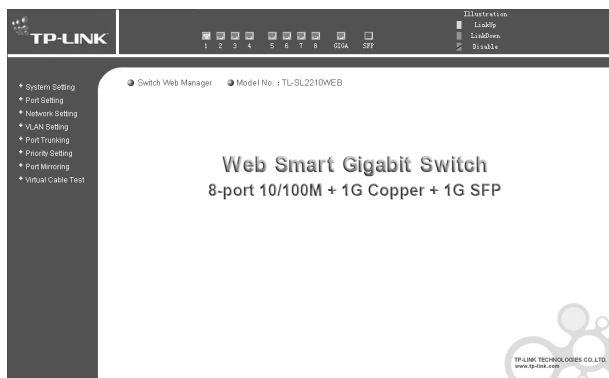 TP-LINK
1 2 3 4 5 6 7 8 GIGA SFP
Illustration
LinkUp
LinkDown
Disable
System Setting
Port Setting
Network Setting
VLAN Setting
Port Trunking
Priority Setting
Port Mirroring
Virtual Cable Test
Switch Web Manager Model No. : TL-SL2210WEB
Web Smart Gigabit Switch
8-port 10/100M + 1G Copper + 1G SFP
TP-LINK TECHNOLOGIES CO.,LTD.
www.tp-link.com